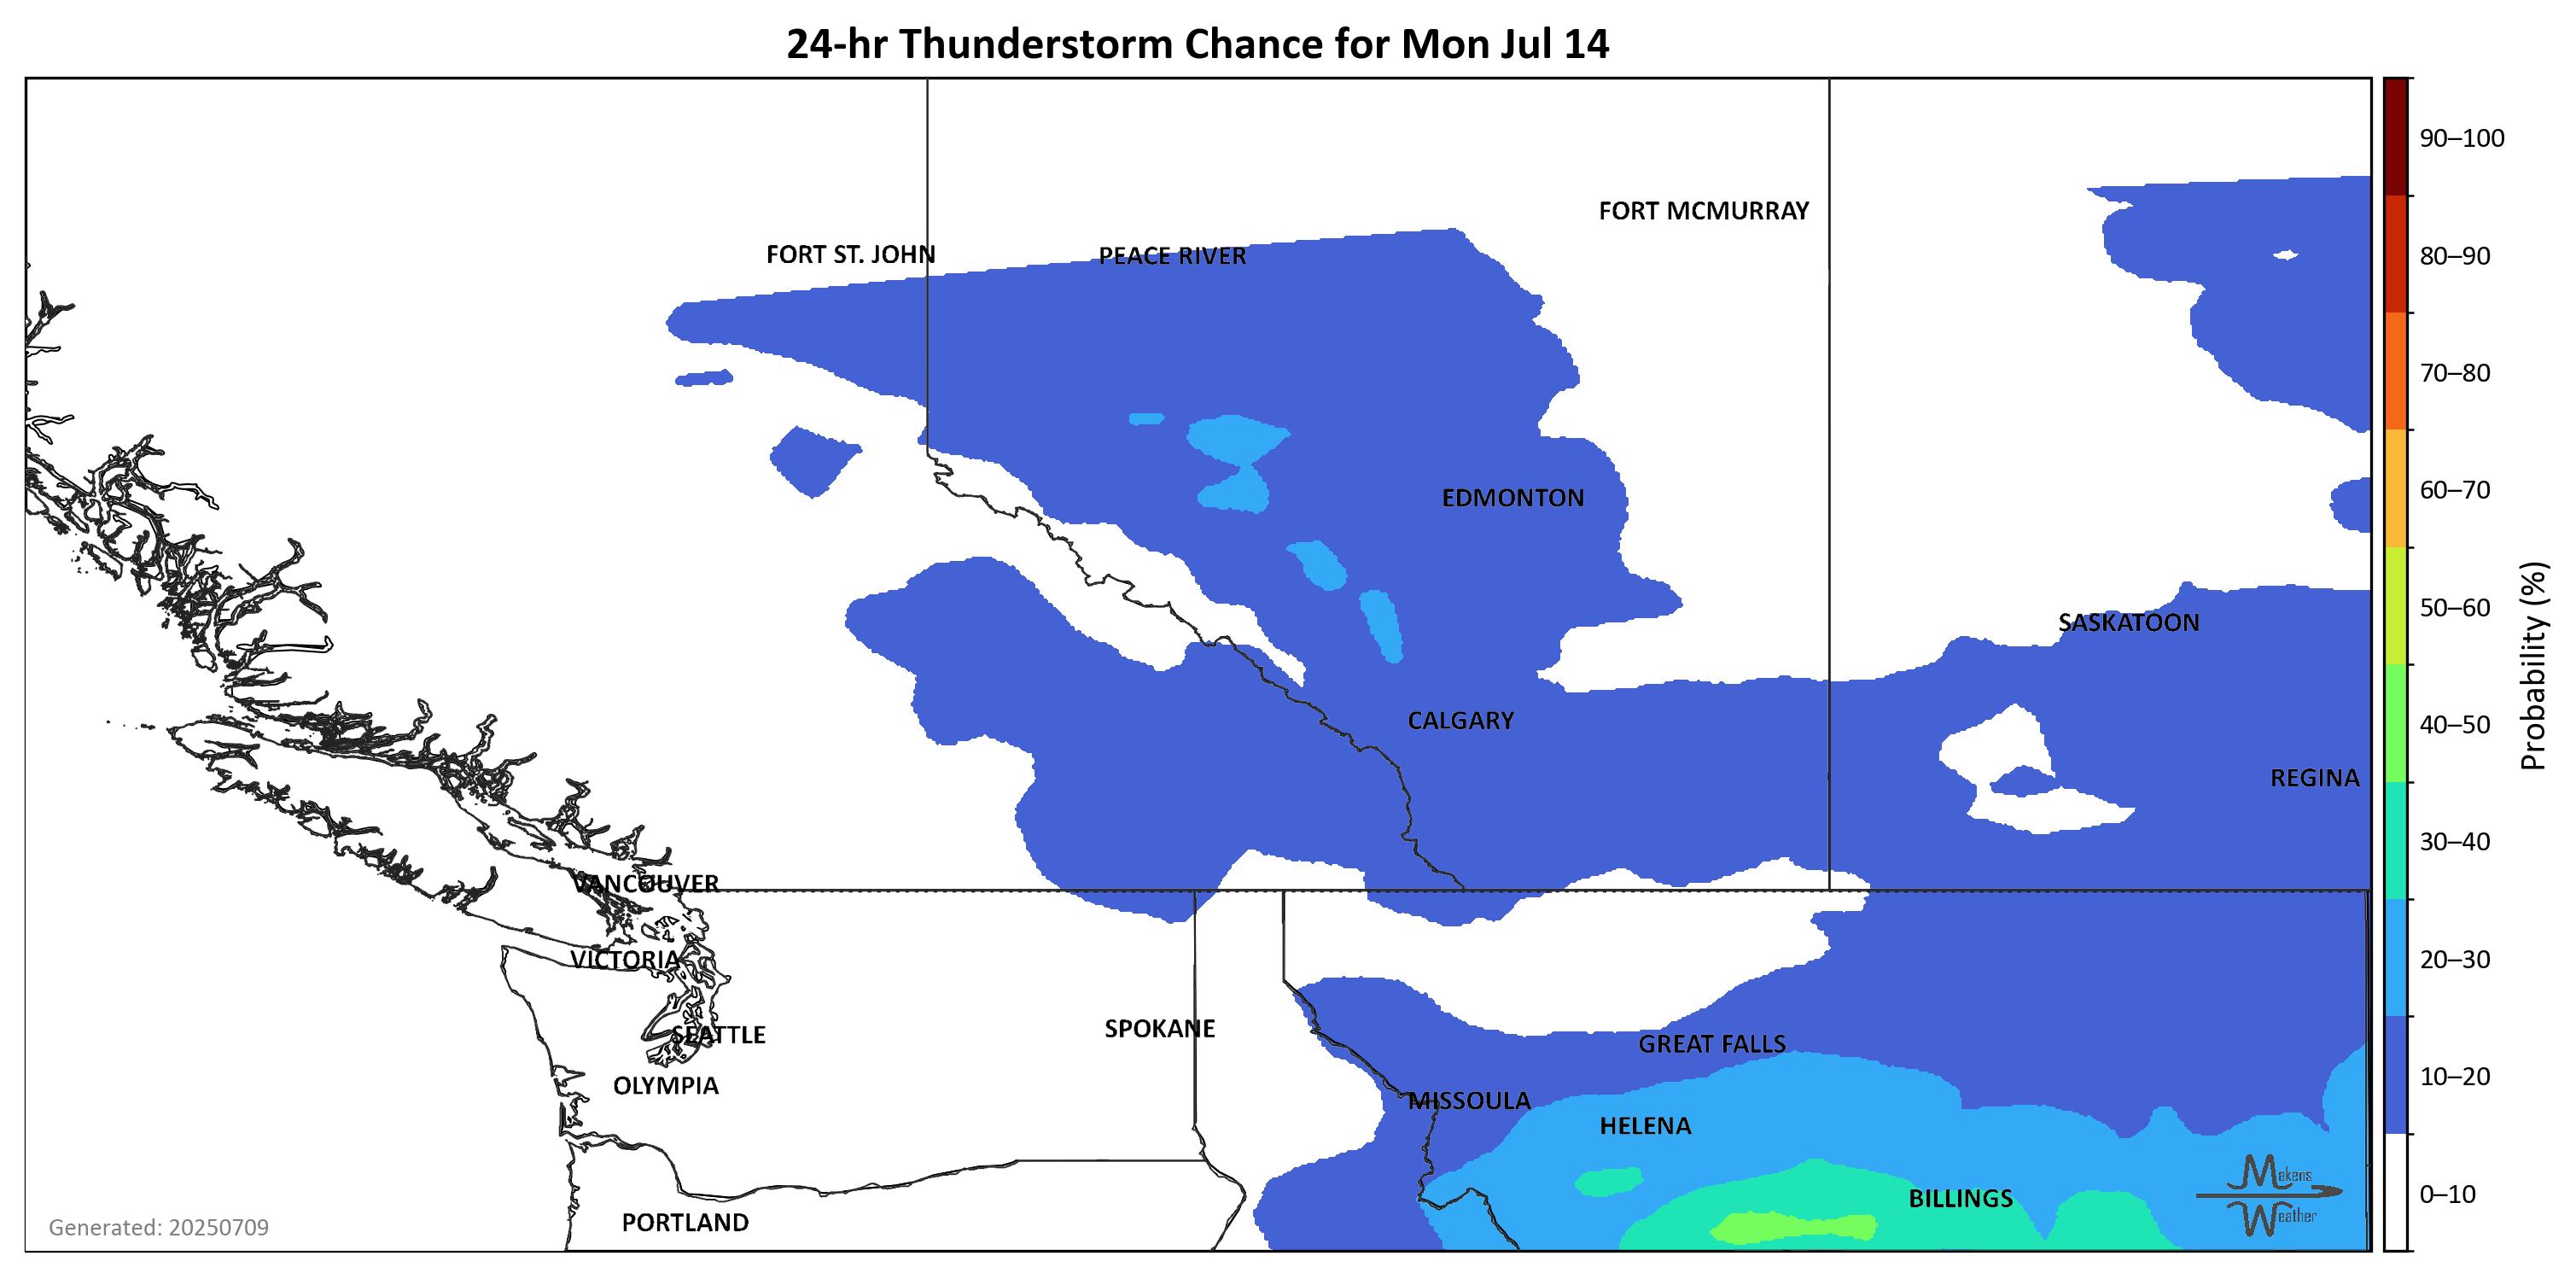 24-hr Thunderstorm Chance for Mon Jul 14
90–100
FORT MCMURRAY
FORT ST. JOHN
PEACE RIVER
80–90
70–80
60–70
EDMONTON
50–60
SASKATOON
CALGARY
40–50
Probability (%)
REGINA
30–40
VANCOUVER
VICTORIA
20–30
SPOKANE
SEATTLE
GREAT FALLS
10–20
OLYMPIA
MISSOULA
HELENA
Makens
Weather
0–10
BILLINGS
PORTLAND
Generated: 20250709